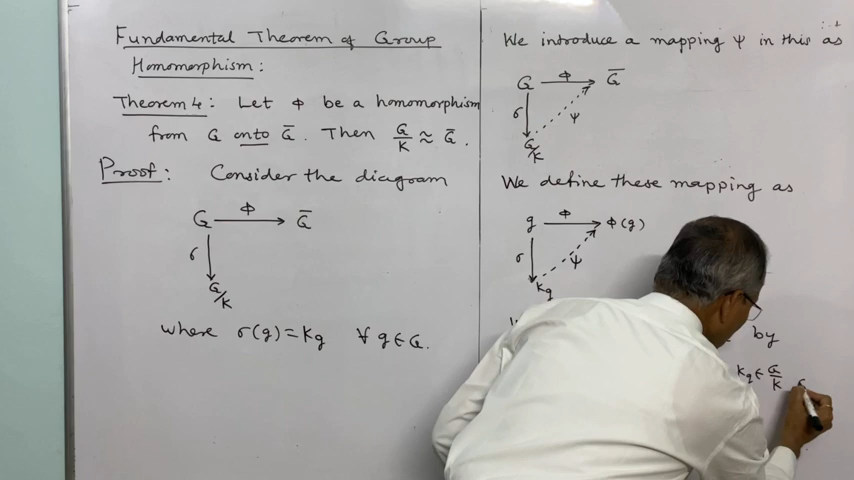 Fundamental Theorem of Group
Homomorphism:
Theorem 4: Let Φ be a homomorphism
from G onto G̅. Then G/K ≈ G̅.
Proof: Consider the diagram
G Φ G̅
σ
G/K
where σ(g) = Kg ∀ g ∈ G.
We introduce a mapping Ψ in this as
G Φ G̅
σ Ψ
G/K
We define these mapping as
g Φ Φ(g)
σ Ψ
Kg
by
Kg ∈ G/K